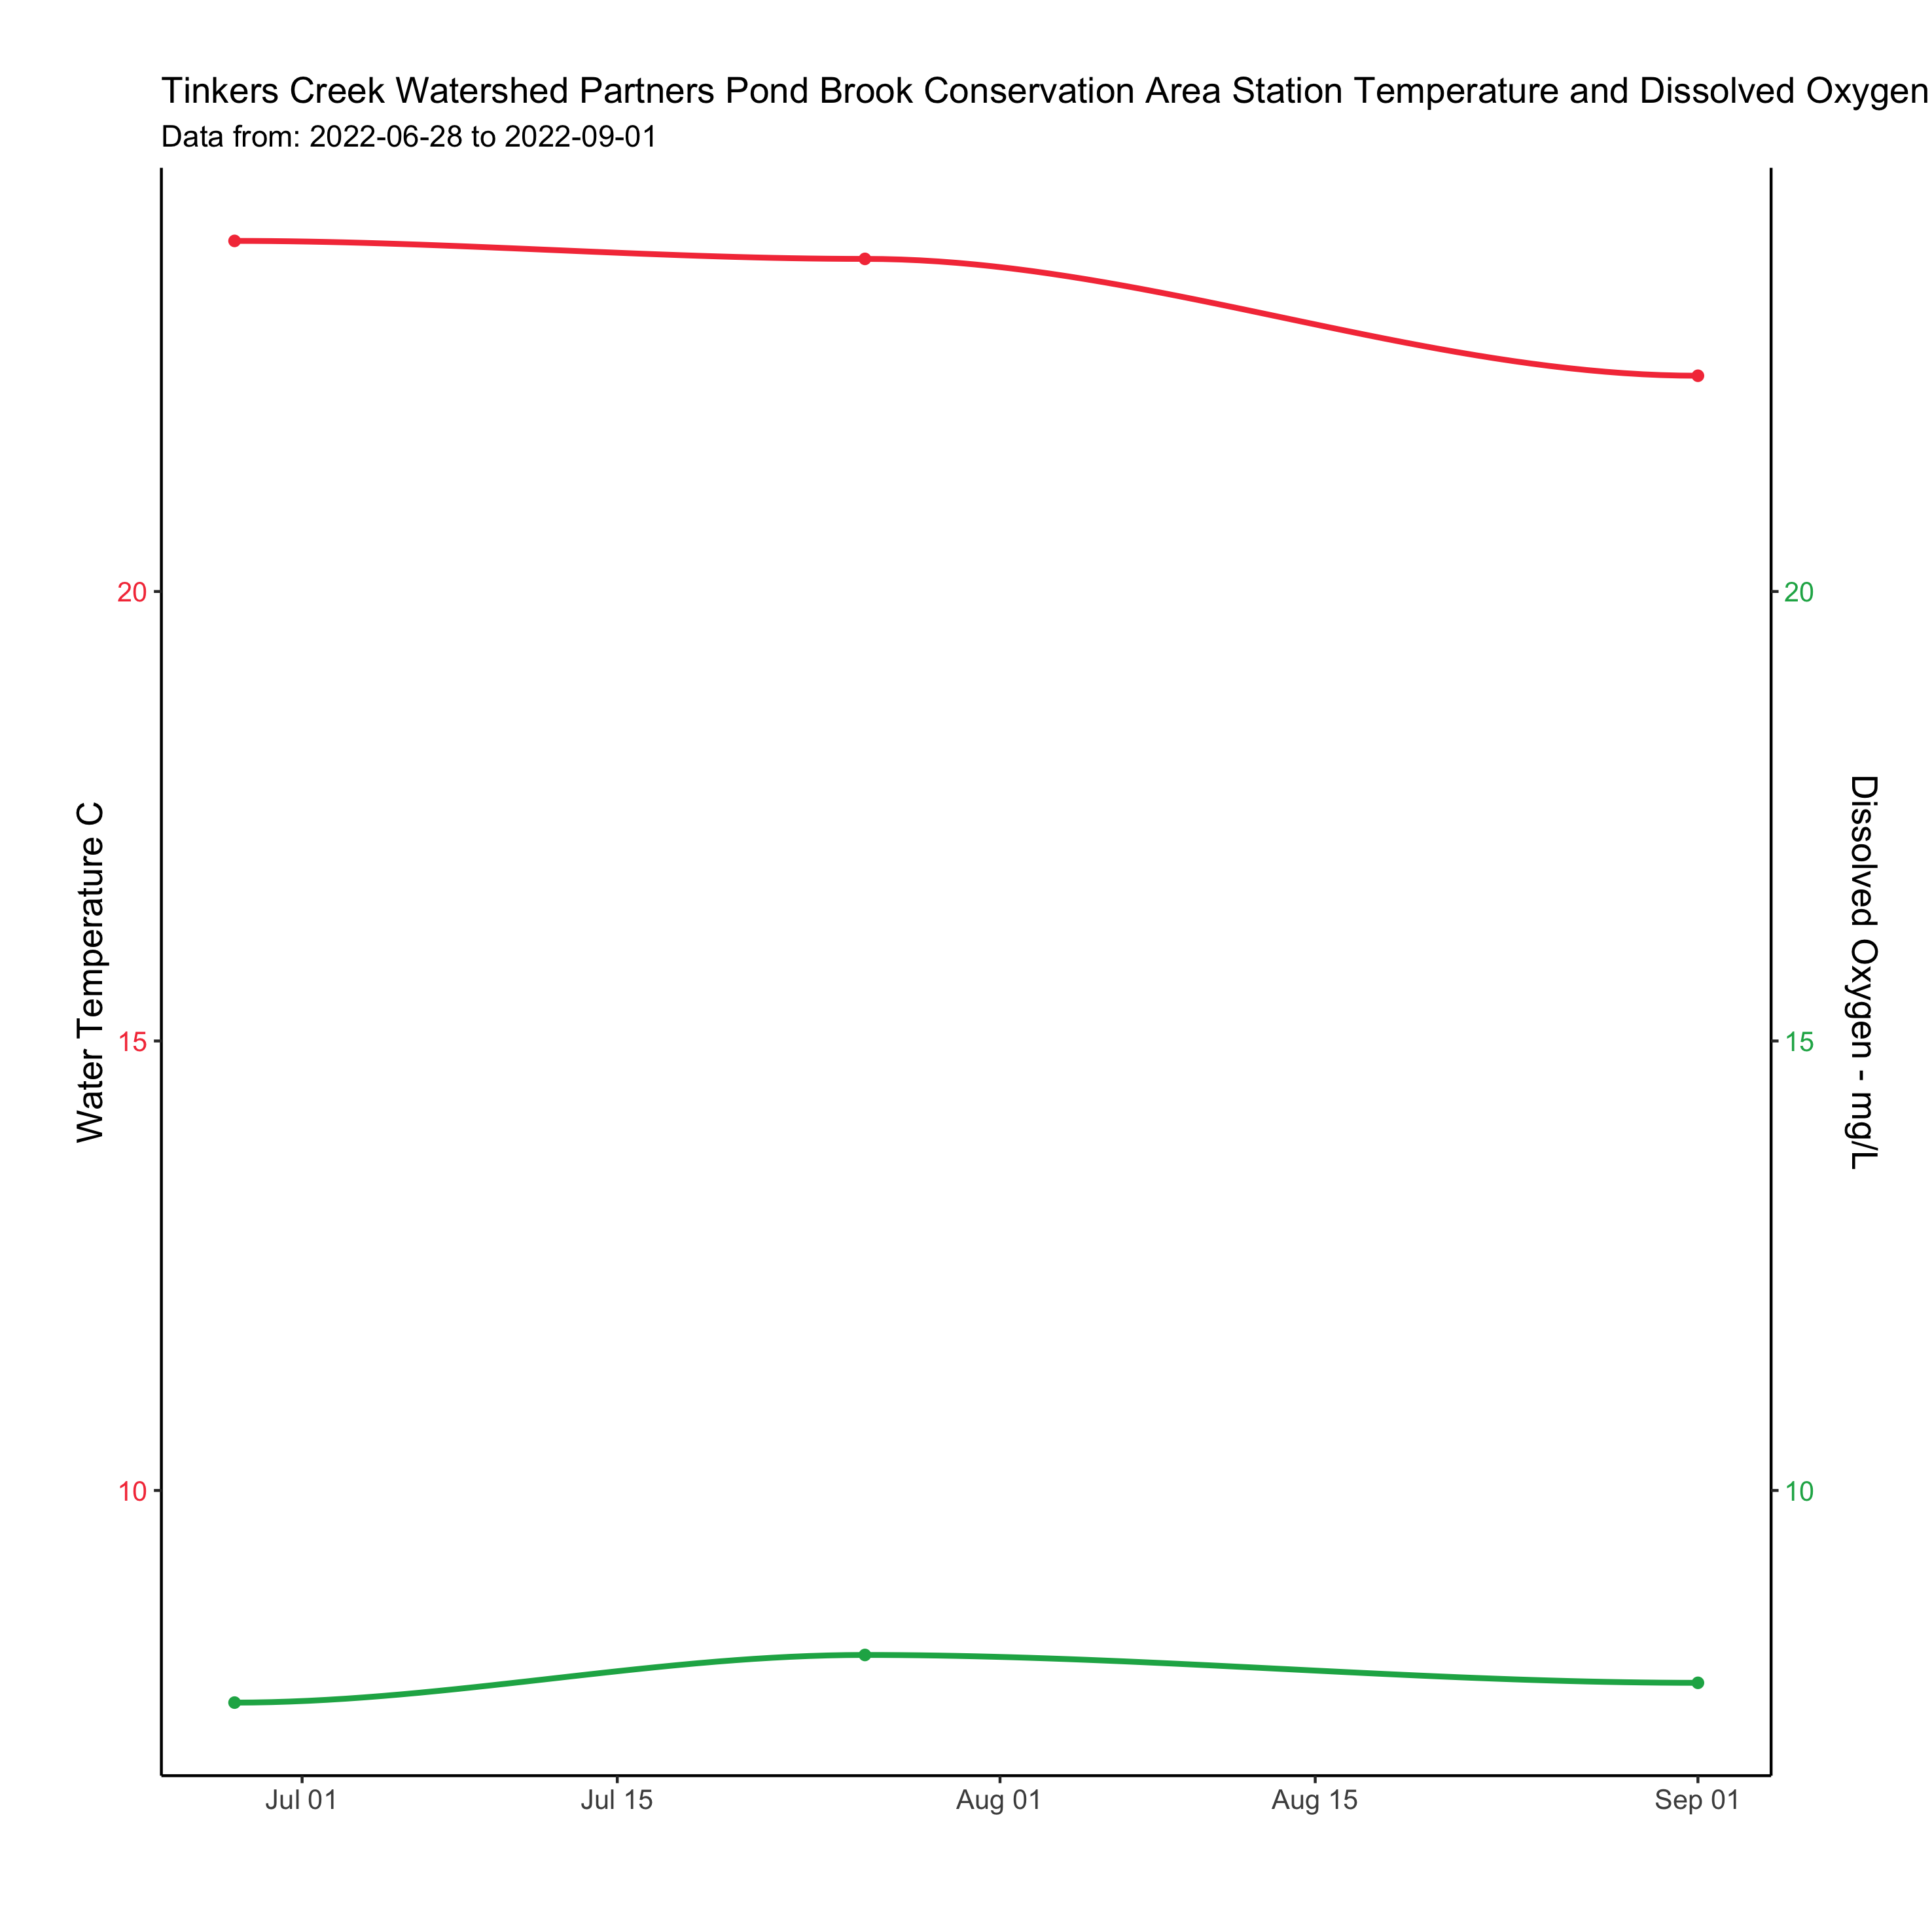 Tinkers Creek Watershed Partners Pond Brook Conservation Area Station Temperature and Dissolved Oxygen
Data from: 2022-06-28 to 2022-09-01
Water Temperature C
20
15
10
20
15
10
Dissolved Oxygen - mg/L
Jul 01
Jul 15
Aug 01
Aug 15
Sep 01